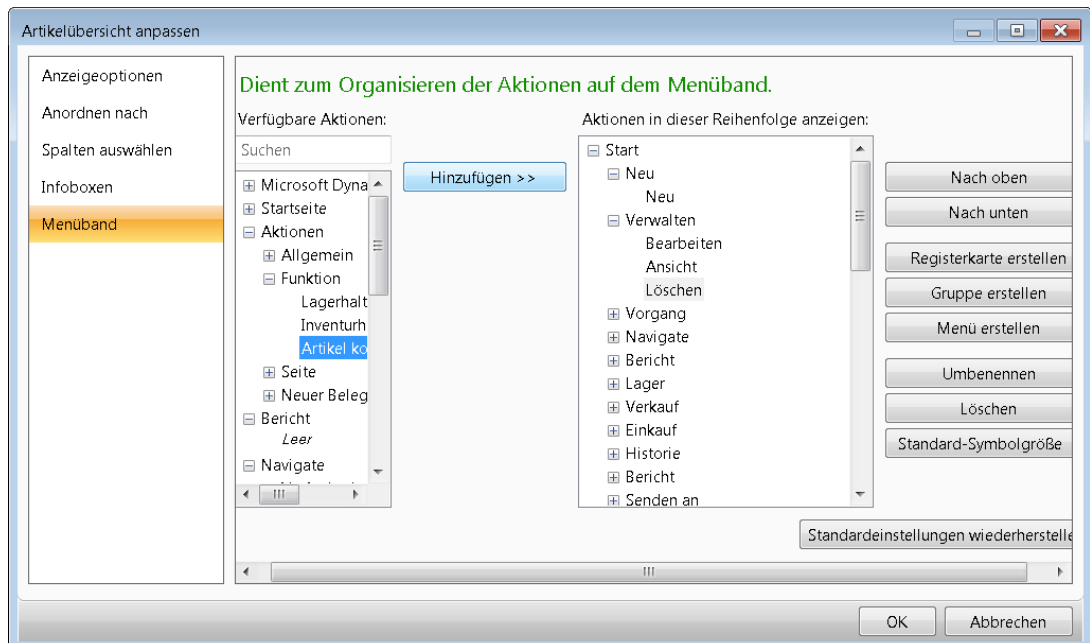 Artikelübersicht anpassen
Anzeigeoptionen
Anordnen nach
Spalten auswählen
Infoboxen
Menüband
Dient zum Organisieren der Aktionen auf dem Menüband.
Verfügbare Aktionen:
Suchen
Microsoft Dyna
Startseite
Aktionen
Allgemein
Funktion
Lagerhalt
Inventurh
Artikel ko
Seite
Neuer Beleg
Bericht
Leer
Navigate
Hinzufügen >>
Aktionen in dieser Reihenfolge anzeigen:
Start
Neu
Neu
Verwalten
Bearbeiten
Ansicht
Löschen
Vorgang
Navigate
Bericht
Lager
Verkauf
Einkauf
Historie
Bericht
Senden an
Nach oben
Nach unten
Registerkarte erstellen
Gruppe erstellen
Menü erstellen
Umbenennen
Löschen
Standard-Symbolgröße
Standardeinstellungen wiederherstelle
OK
Abbrechen